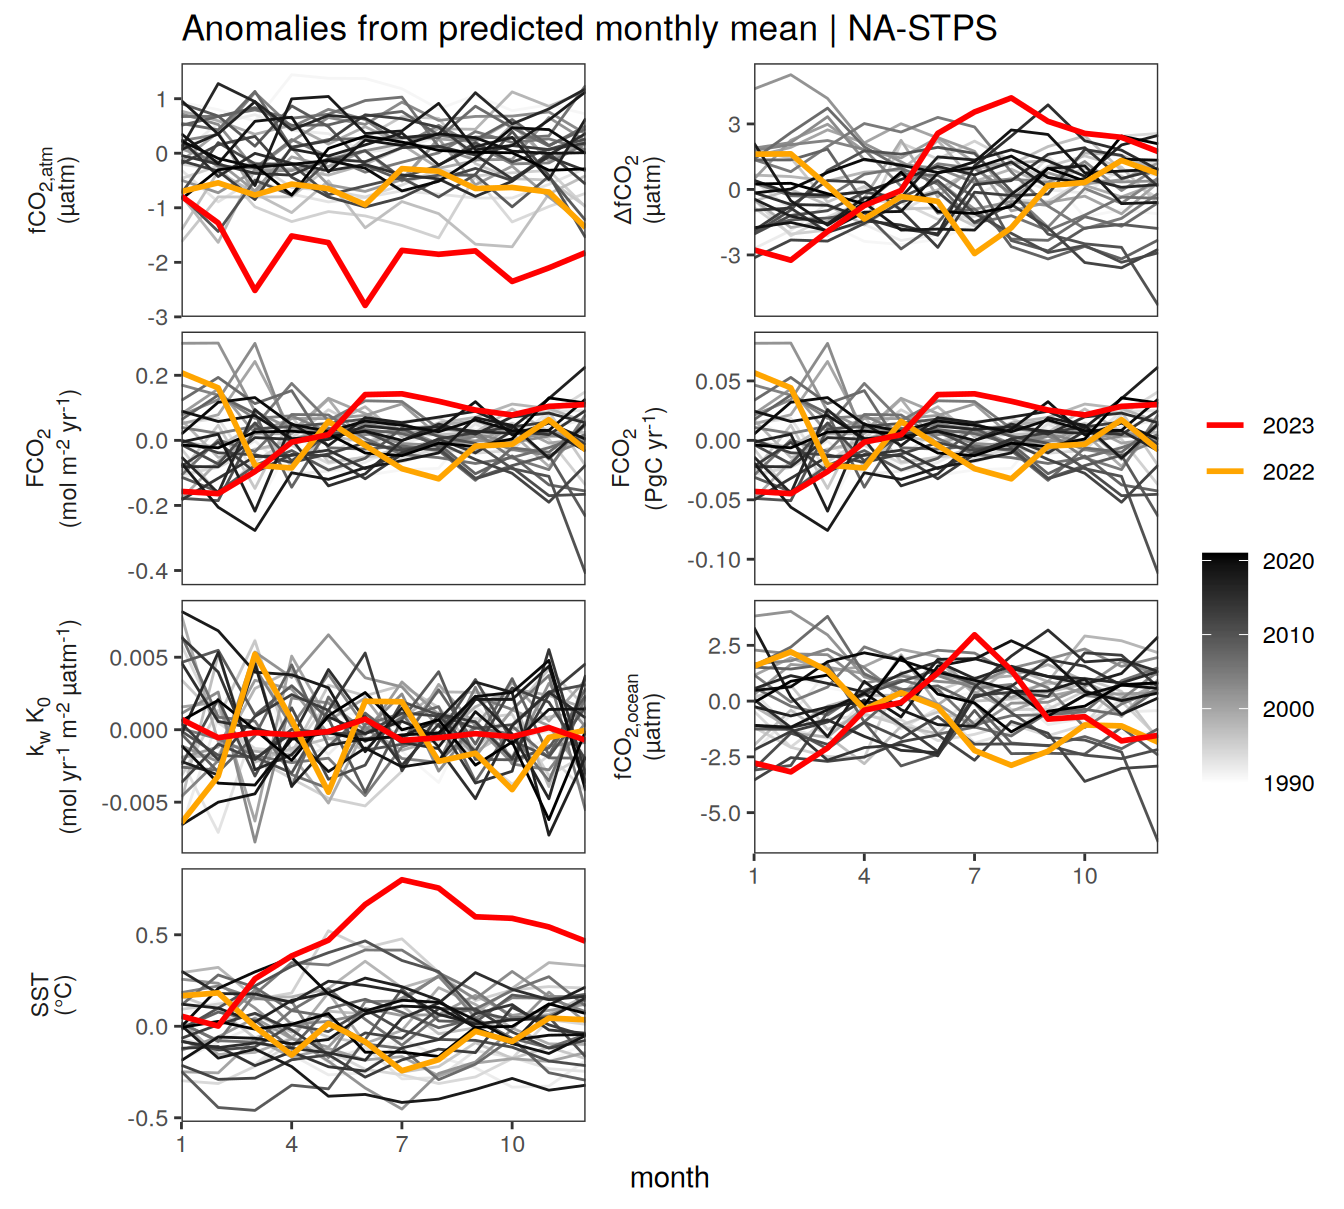 Anomalies from predicted monthly mean | NA-STPS
fCO2,atm
(µatm)
1
0
-1
-2
-3
ΔfCO2
(µatm)
3
0
-3
FCO2
(mol m-2 yr-1)
0.2
0.0
-0.2
-0.4
FCO2
(PgC yr-1)
0.05
0.00
-0.05
-0.10
kw K0
(mol yr-1 m-2 µatm-1)
0.005
0.000
-0.005
fCO2,ocean
(µatm)
2.5
0.0
-2.5
-5.0
1 4 7 10
SST
(°C)
0.5
0.0
-0.5
1 4 7 10
month
2023
2022
2020
2010
2000
1990